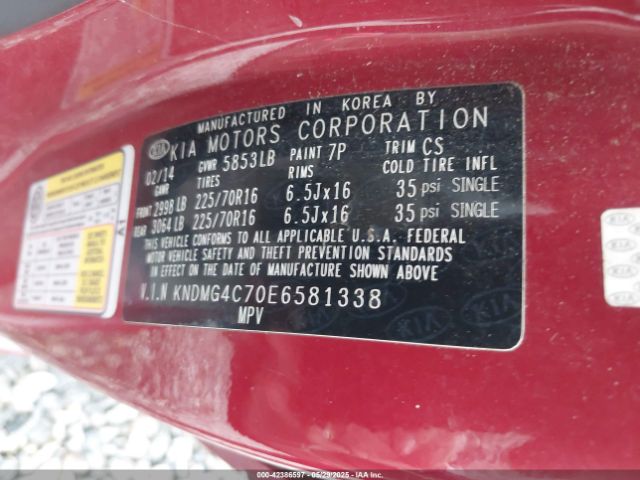 MANUFACTURED IN KOREA BY
KIA KIA MOTORS CORPORATION
02/14 GVWR 5853LB PAINT 7P TRIM CS
GAWR TIRES RIMS COLD TIRE INFL
FRONT 2998 LB 225/70R16 6.5Jx16 35 psi SINGLE
REAR 3064 LB 225/70R16 6.5Jx16 35 psi SINGLE
THIS VEHICLE CONFORMS TO ALL APPLICABLE U.S.A. FEDERAL
MOTOR VEHICLE SAFETY AND THEFT PREVENTION STANDARDS
IN EFFECT ON THE DATE OF MANUFACTURE SHOWN ABOVE
V.I.N KNDMG4C70E6581338
MPV
A1
000-42386597-001 05/29/2025 IAA INC.